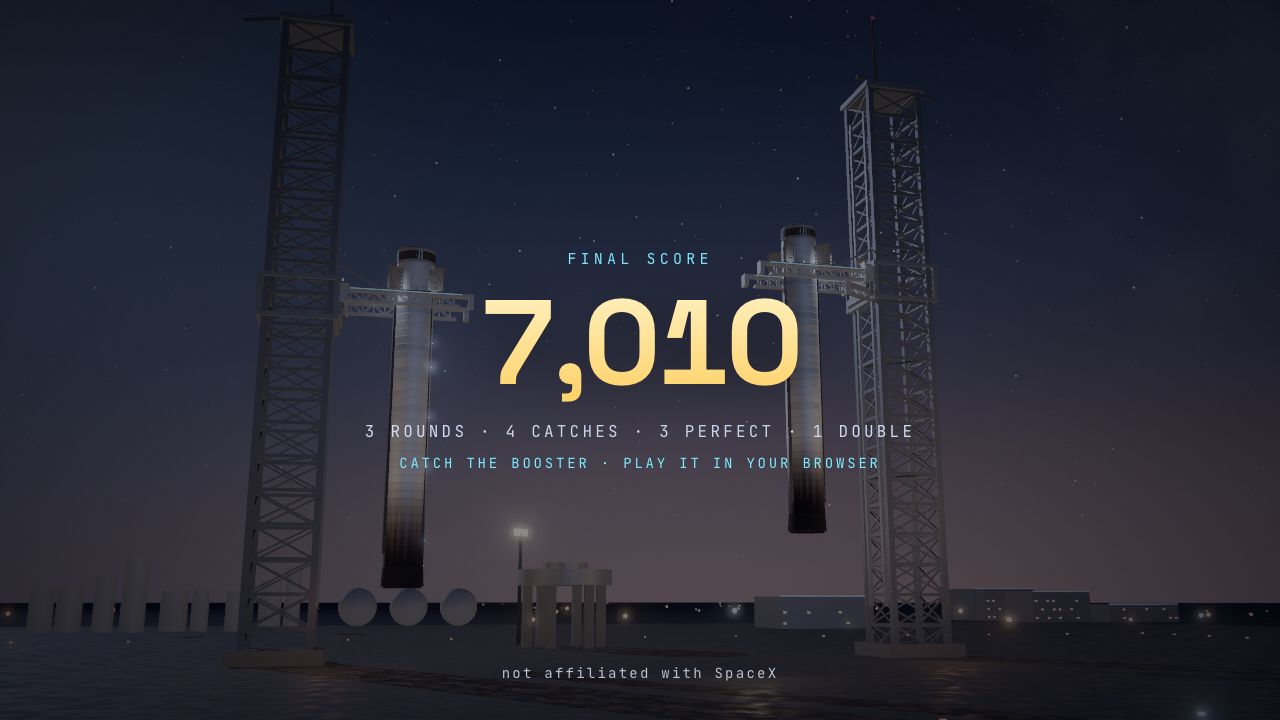 FINAL SCORE
7,010
3 ROUNDS · 4 CATCHES · 3 PERFECT · 1 DOUBLE
CATCH THE BOOSTER · PLAY IT IN YOUR BROWSER
not affiliated with SpaceX